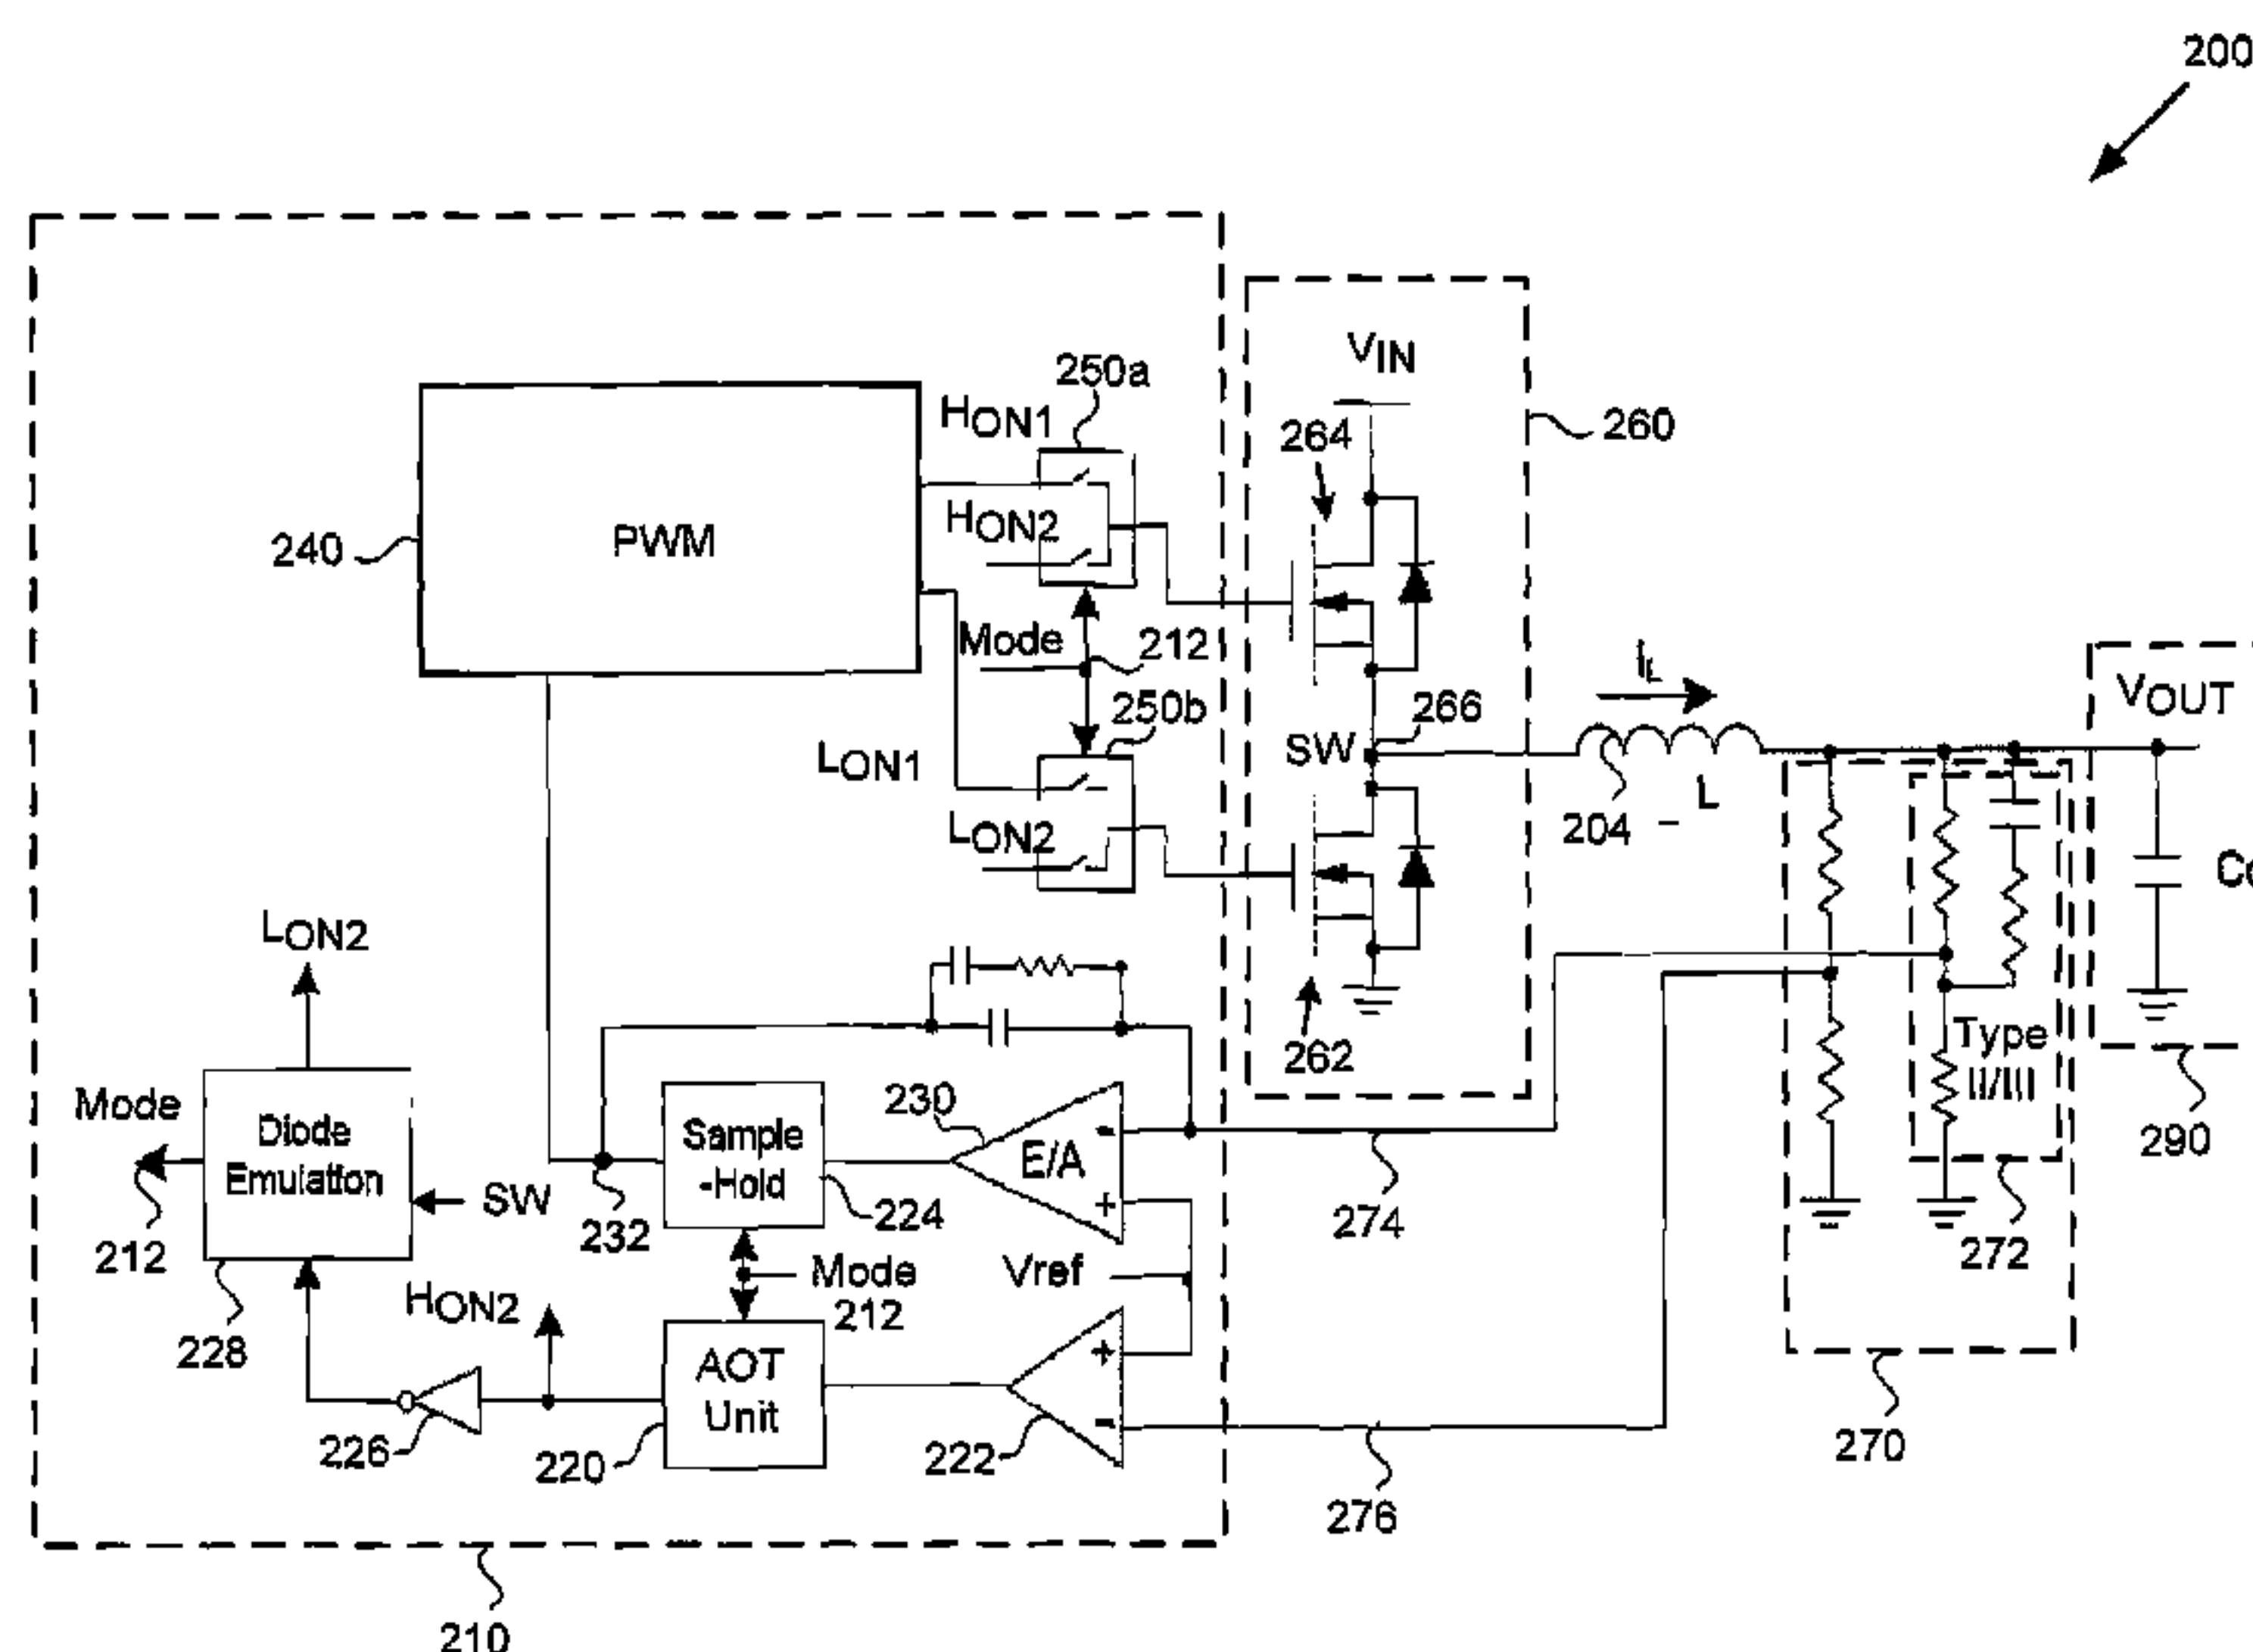 200
250a
VIN
HON1
264
260
HON2
PWM
240
Mode
212
IL
250b
266
VOUT
SW
LON1
L
204
LON2
LON2
262
Type
II/III
Mode
230
Diode
Emulation
Sample
-Hold
E/A
-
+
290
SW
224
274
212
232
272
Mode
212
Vref
HON2
228
AOT
Unit
+
-
226
220
222
270
276
210